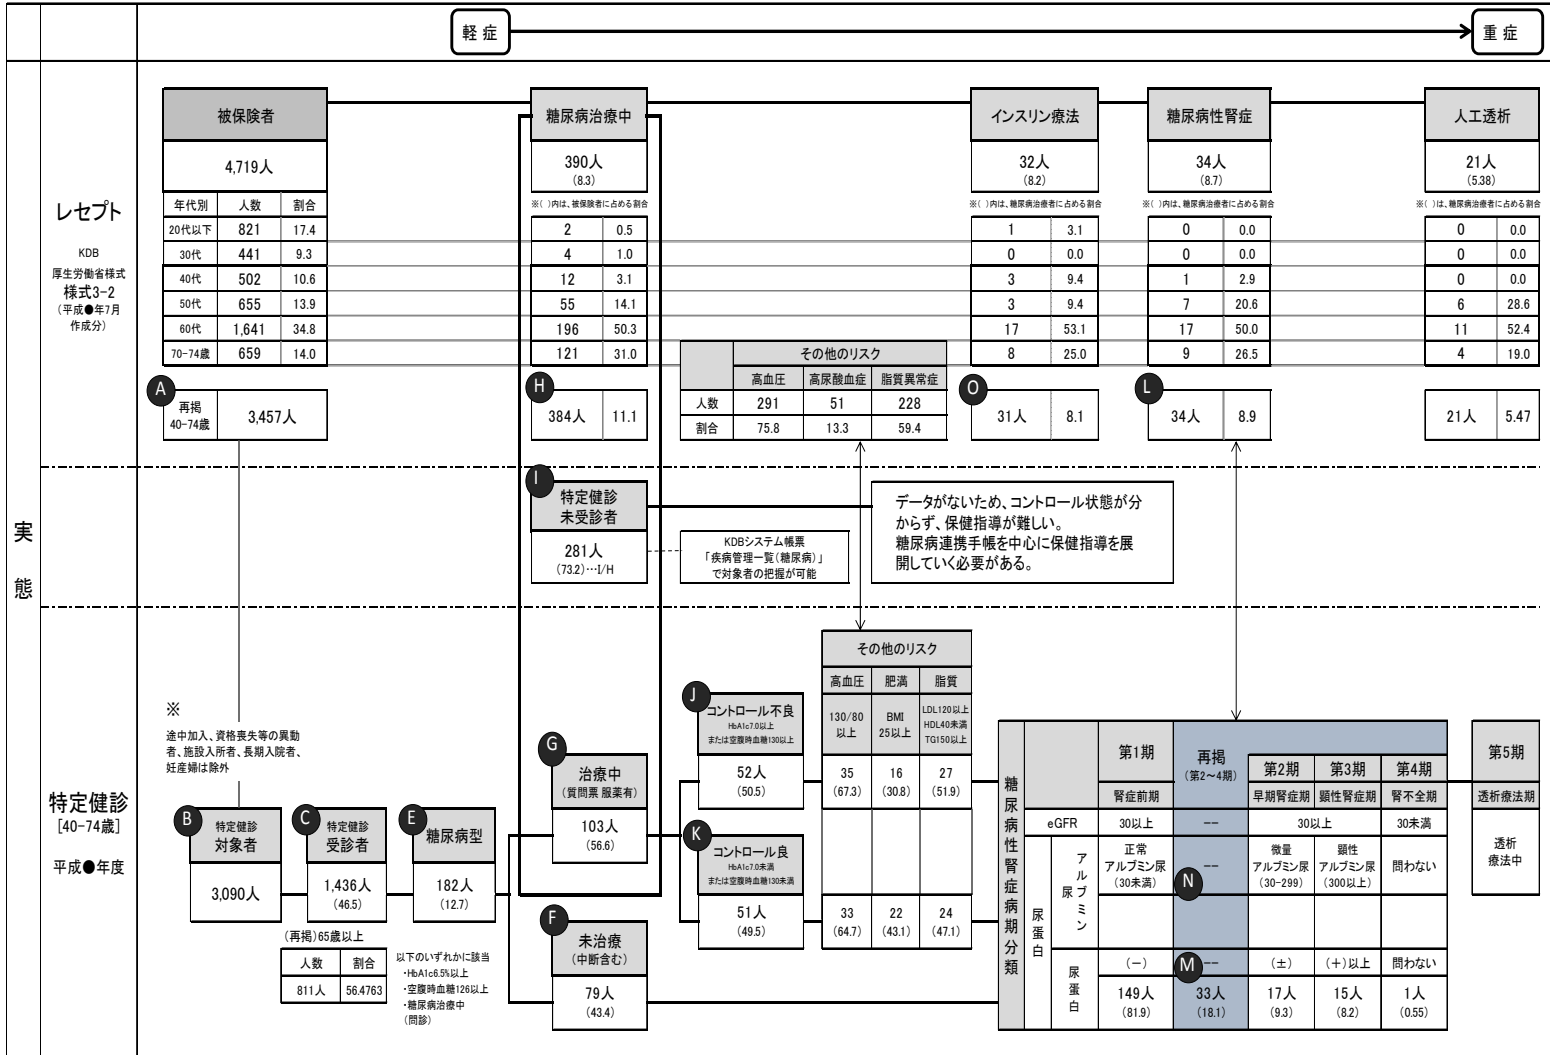 軽症
重症
実態
レセプト
KDB
厚生労働省様式
様式3-2
(平成●年7月
作成分)
被保険者
4,719人
年代別 人数 割合
20代以下 821 17.4
30代 441 9.3
40代 502 10.6
50代 655 13.9
60代 1,641 34.8
70-74歳 659 14.0
A
再掲
40-74歳
3,457人
糖尿病治療中
390人
(8.3)
※( )内は、被保険者に占める割合
2 0.5
4 1.0
12 3.1
55 14.1
196 50.3
121 31.0
H
384人 11.1
その他のリスク
高血圧 高尿酸血症 脂質異常症
人数 291 51 228
割合 75.8 13.3 59.4
インスリン療法
32人
(8.2)
※( )内は、糖尿病治療者に占める割合
1 3.1
0 0.0
3 9.4
3 9.4
17 53.1
8 25.0
O
31人 8.1
糖尿病性腎症
34人
(8.7)
※( )内は、糖尿病治療者に占める割合
0 0.0
0 0.0
1 2.9
7 20.6
17 50.0
9 26.5
L
34人 8.9
人工透析
21人
(5.38)
※( )は、糖尿病治療者に占める割合
0 0.0
0 0.0
0 0.0
6 28.6
11 52.4
4 19.0
21人 5.47
I
特定健診
未受診者
281人
(73.2)…I/H
KDBシステム帳票
「疾病管理一覧(糖尿病)」
で対象者の把握が可能
データがないため、コントロール状態が分
からず、保健指導が難しい。
糖尿病連携手帳を中心に保健指導を展
開していく必要がある。
特定健診
[40-74歳]
平成●年度
※
途中加入、資格喪失等の異動
者、施設入所者、長期入院者、
妊産婦は除外
B
特定健診
対象者
3,090人
C
特定健診
受診者
1,436人
(46.5)
(再掲)65歳以上
人数 割合
811人 56.4763
E
糖尿病型
182人
(12.7)
以下のいずれかに該当
・HbA1c6.5%以上
・空腹時血糖126以上
・糖尿病治療中
(問診)
G
治療中
(質問票 服薬有)
103人
(56.6)
F
未治療
(中断含む)
79人
(43.4)
J
コントロール不良
HbA1c7.0以上
または空腹時血糖130以上
52人
(50.5)
K
コントロール良
HbA1c7.0未満
または空腹時血糖130未満
51人
(49.5)
その他のリスク
高血圧 肥満 脂質
130/80
以上
BMI
25以上
LDL120以上
HDL40未満
TG150以上
35 16 27
(67.3) (30.8) (51.9)
33 22 24
(64.7) (43.1) (47.1)
糖尿病性腎症病期分類
第1期
再掲
(第2~4期)
第2期 第3期 第4期
第5期
腎症前期 早期腎症期 顕性腎症期 腎不全期 透析療法期
eGFR 30以上 -- 30以上 30未満
尿蛋白
尿アルブミン
正常
アルブミン尿
(30未満)
--
N
微量
アルブミン尿
(30-299)
顕性
アルブミン尿
(300以上)
問わない
透析
療法中
尿蛋白
(−) M -- (±) (+)以上 問わない
149人 33人 17人 15人 1人
(81.9) (18.1) (9.3) (8.2) (0.55)